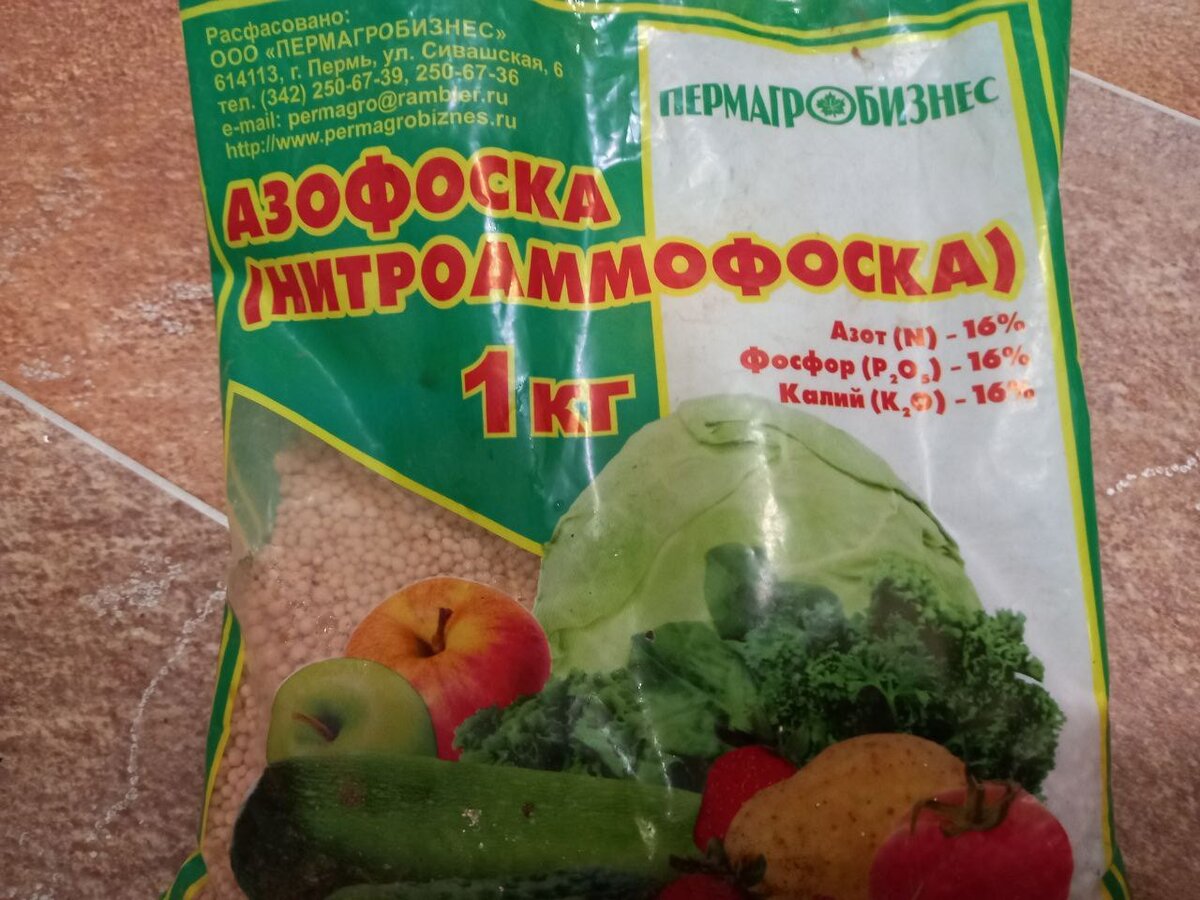 Расфасовано:
ООО «ПЕРМАГРОБИЗНЕС»
614113, г. Пермь, ул. Сивашская, 6
тел. (342) 250-67-39, 250-67-36
e-mail: permagro@rambler.ru
http://www.permagrobiznes.ru
ПЕРМАГРОБИЗНЕС
АЗОФОСКА
(НИТРОАММОФОСКА)
1 кг
Азот (N) - 16%
Фосфор (P₂O₅) - 16%
Калий (K₂O) - 16%